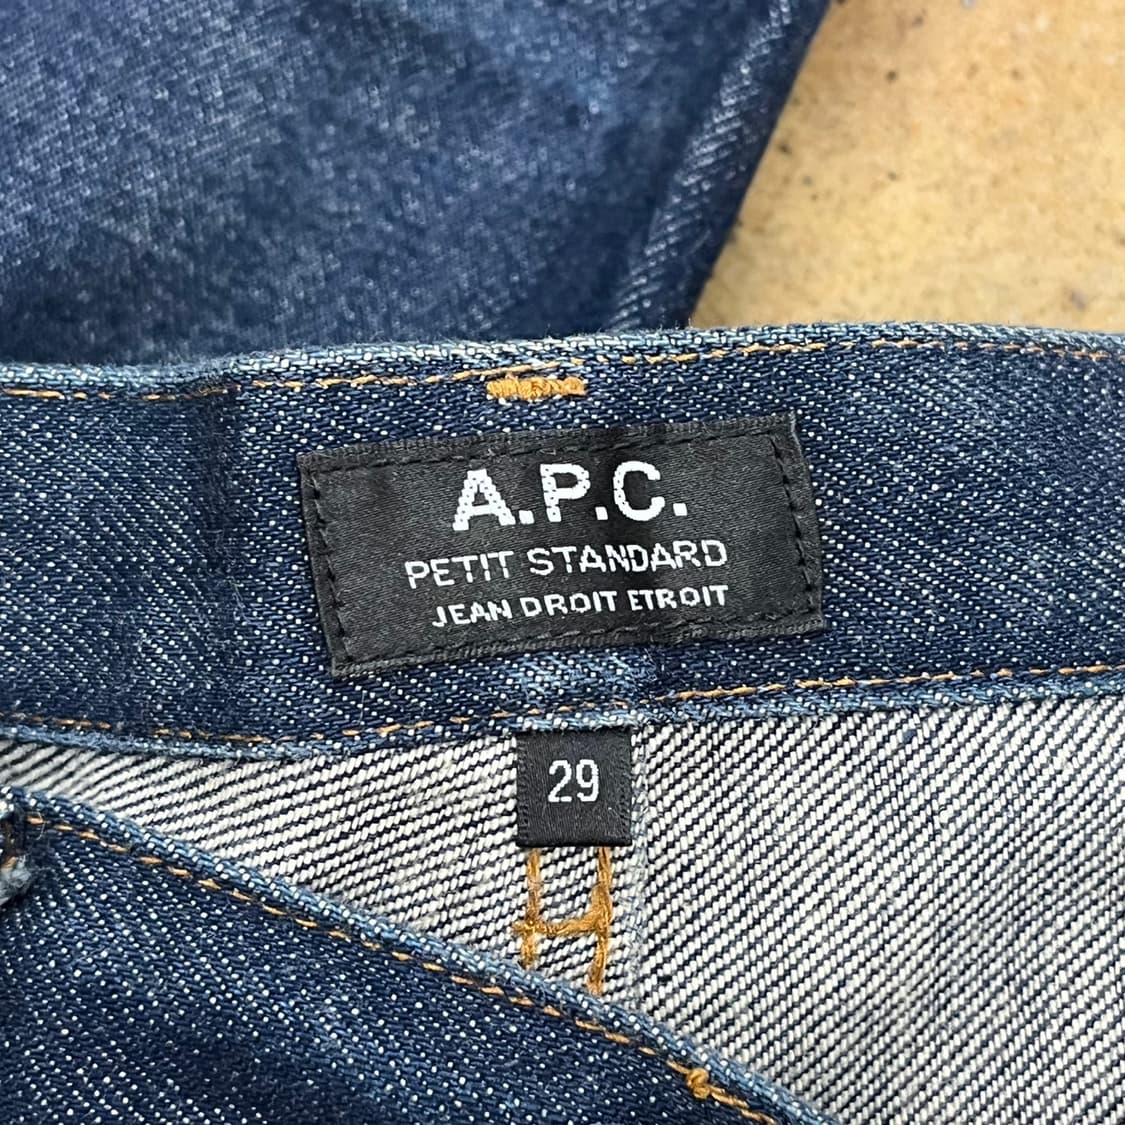 A.P.C.
PETIT STANDARD
JEAN DROIT ETROIT
29